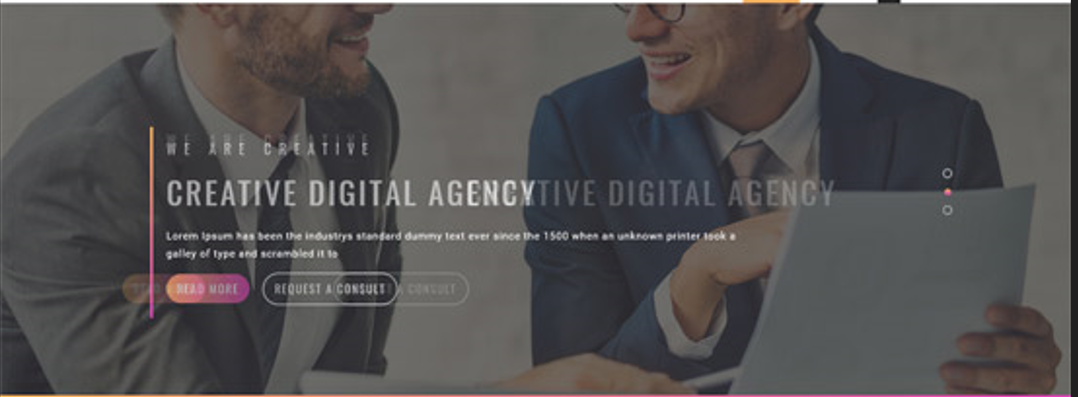 WE ARE CREATIVE
CREATIVE DIGITAL AGENCY
Lorem Ipsum has been the industrys standard dummy text ever since the 1500 when an unknown printer took a
galley of type and scrambled it to
READ MORE REQUEST A CONSULT